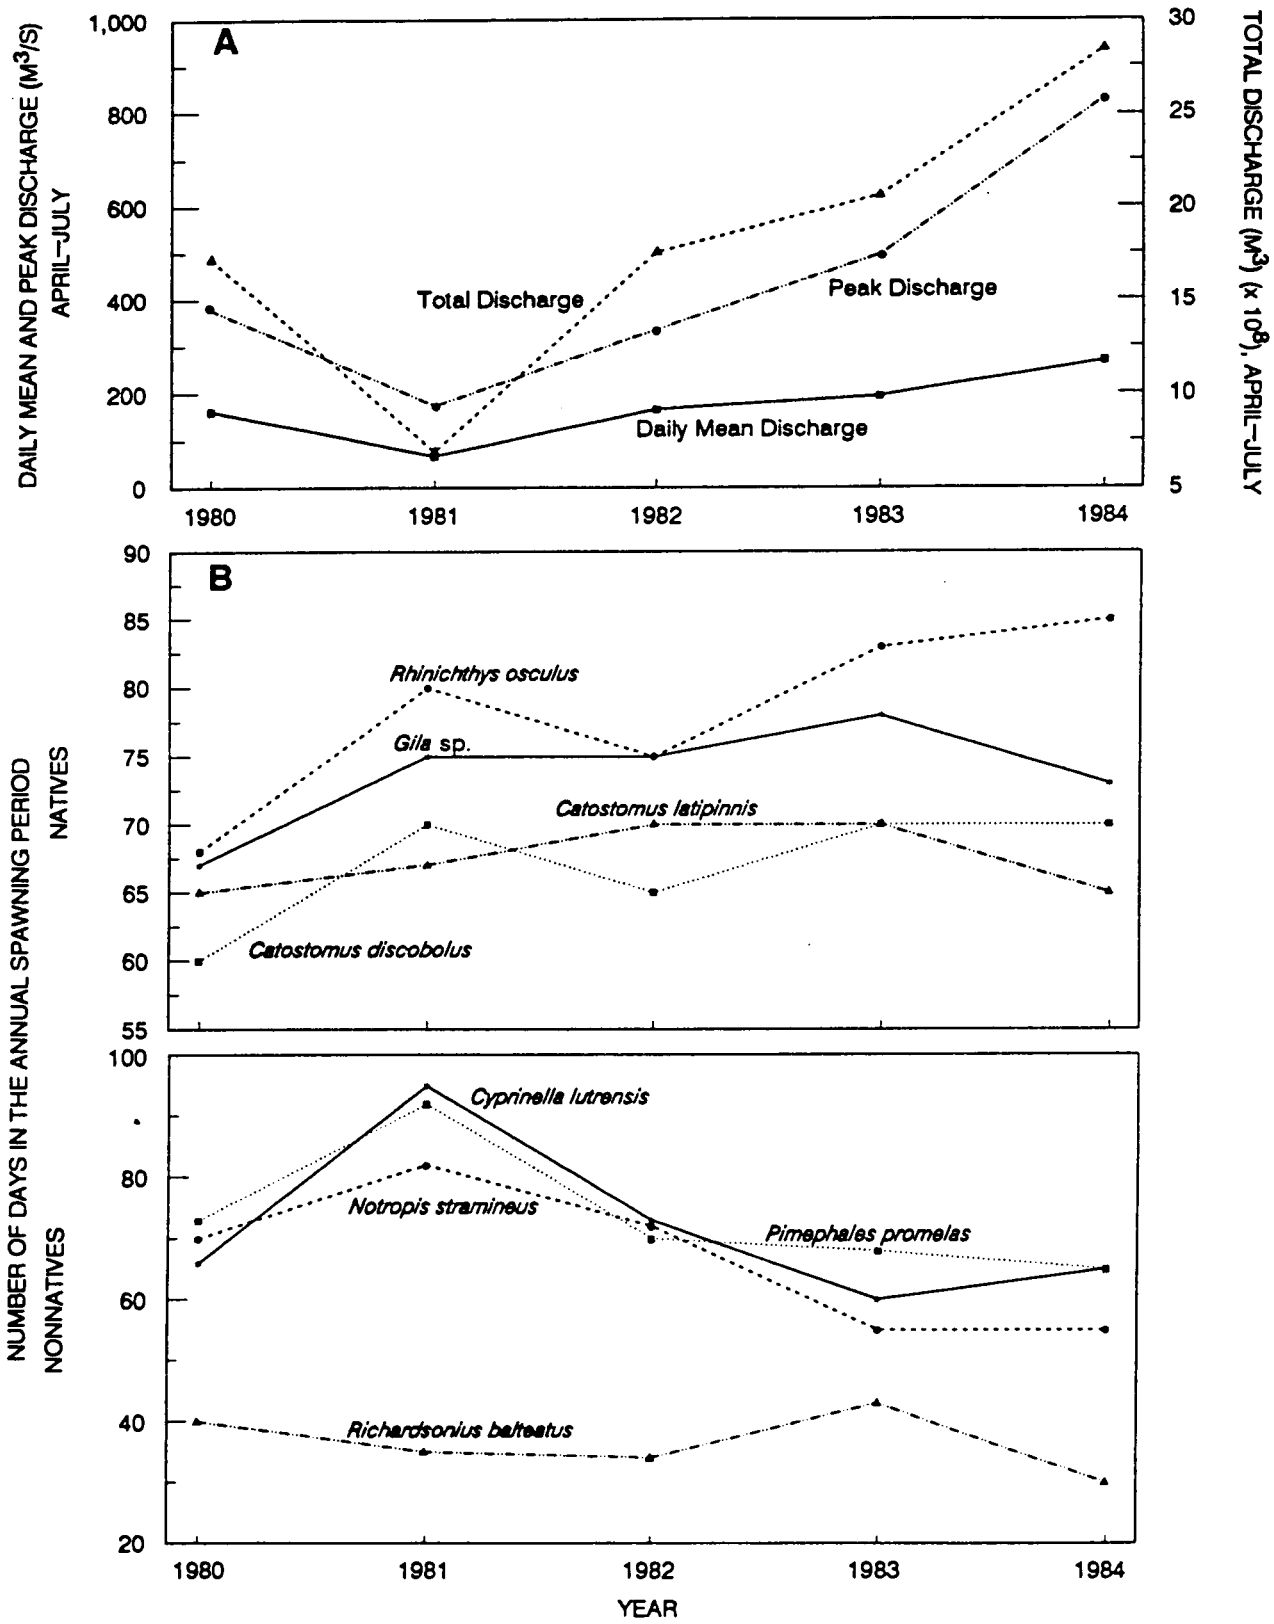 A
DAILY MEAN AND PEAK DISCHARGE (M³/S)
APRIL–JULY
1,000
800
600
400
200
0
TOTAL DISCHARGE (M³) (x 10⁸), APRIL–JULY
30
25
20
15
10
5
Total Discharge
Peak Discharge
Daily Mean Discharge
1980 1981 1982 1983 1984
B
NUMBER OF DAYS IN THE ANNUAL SPAWNING PERIOD
NATIVES
90
85
80
75
70
65
60
55
Rhinichthys osculus
Gila sp.
Catostomus latipinnis
Catostomus discobolus
NONNATIVES
100
80
60
40
20
Cyprinella lutrensis
Notropis stramineus
Pimephales promelas
Richardsonius balteatus
1980 1981 1982 1983 1984
YEAR